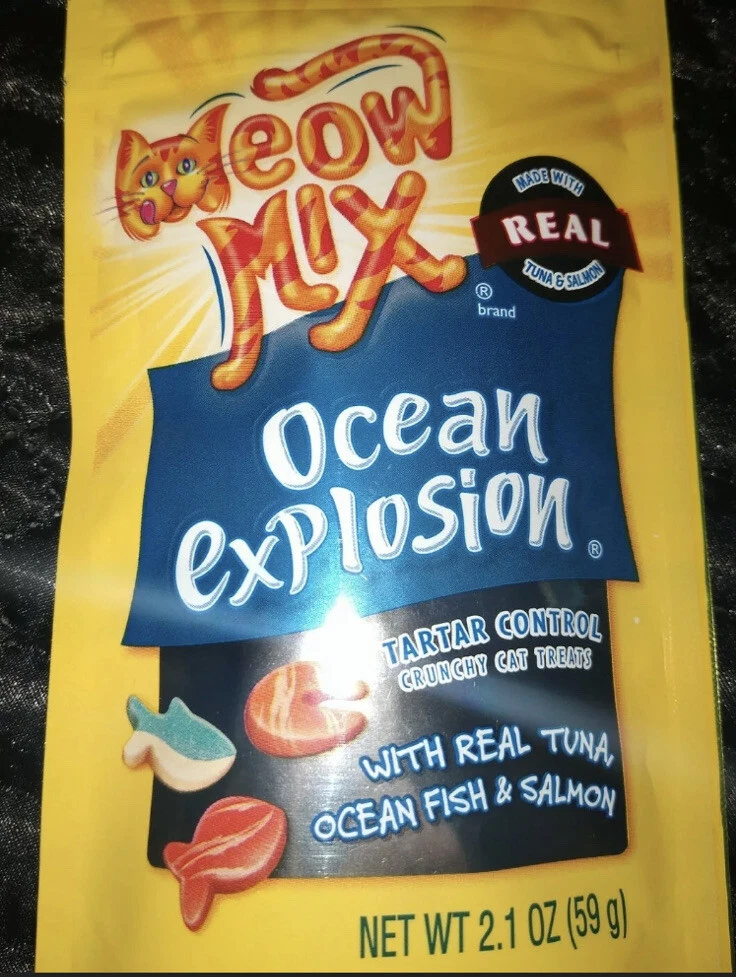 Meow
Mix
®
brand
MADE WITH
REAL
TUNA & SALMON
Ocean
explosion
®
TARTAR CONTROL
CRUNCHY CAT TREATS
WITH REAL TUNA,
OCEAN FISH & SALMON
NET WT 2.1 OZ (59 g)